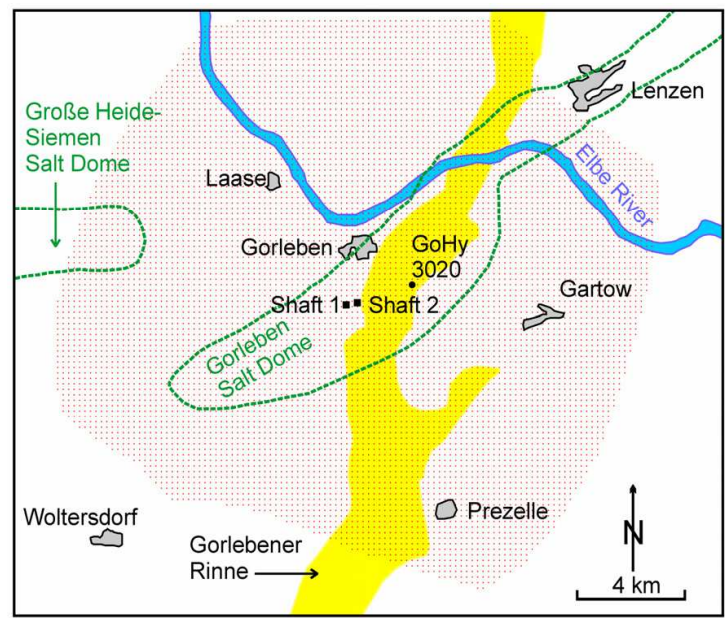 Große Heide-
Siemen
Salt Dome
Lenzen
Elbe River
Laase
Gorleben
GoHy
3020
Gartow
Shaft 1
Shaft 2
Gorleben
Salt Dome
Woltersdorf
Prezelle
Gorlebener
Rinne
N
4 km